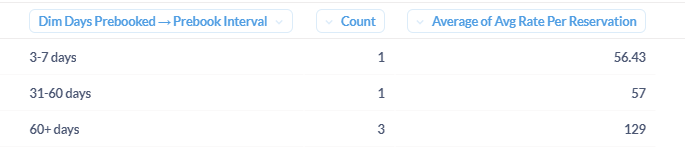 Dim Days Prebooked → Prebook Interval Count Average of Avg Rate Per Reservation
3-7 days 1 56.43
31-60 days 1 57
60+ days 3 129